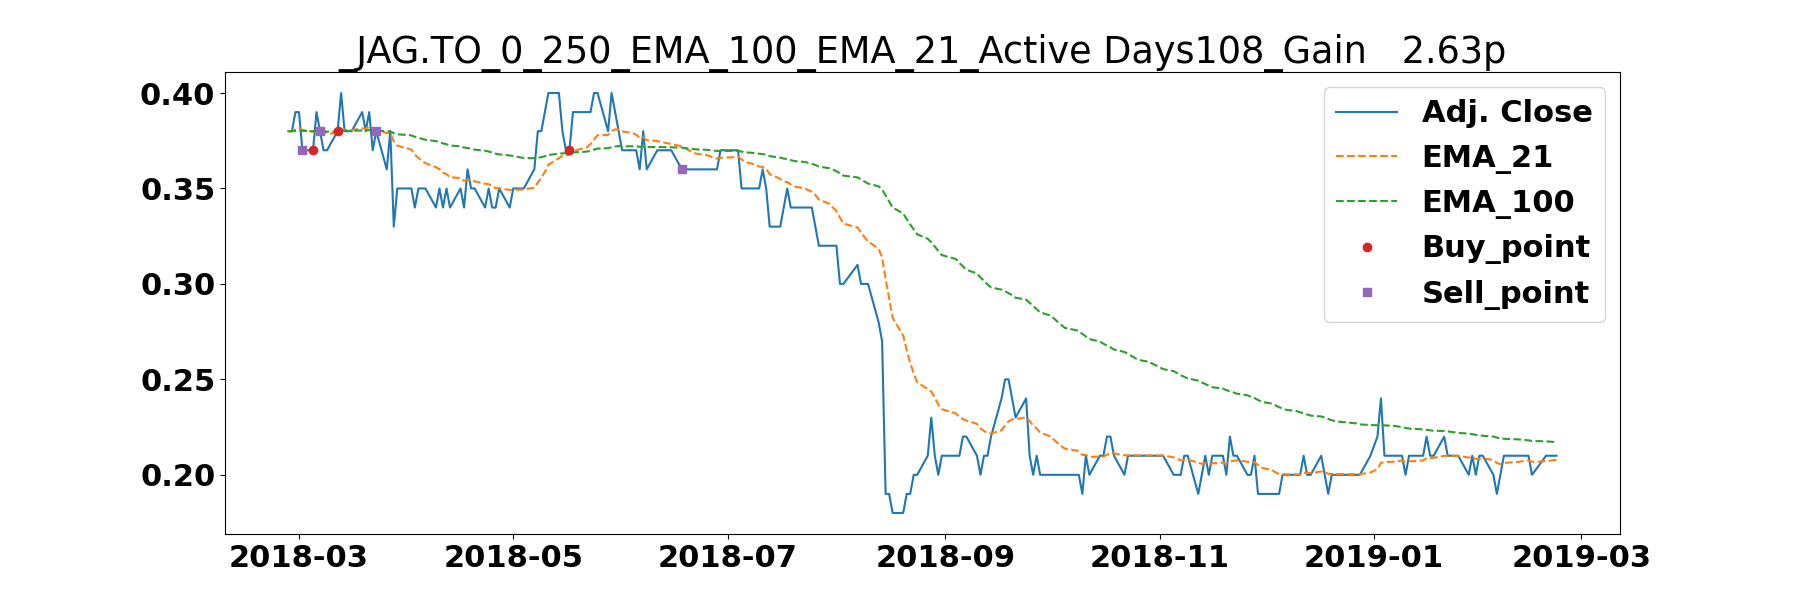 _JAG.TO_0_250_EMA_100_EMA_21_Active Days108_Gain   2.63p
0.40
0.35
0.30
0.25
0.20
2018-03
2018-05
2018-07
2018-09
2018-11
2019-01
2019-03
Adj. Close
EMA_21
EMA_100
Buy_point
Sell_point